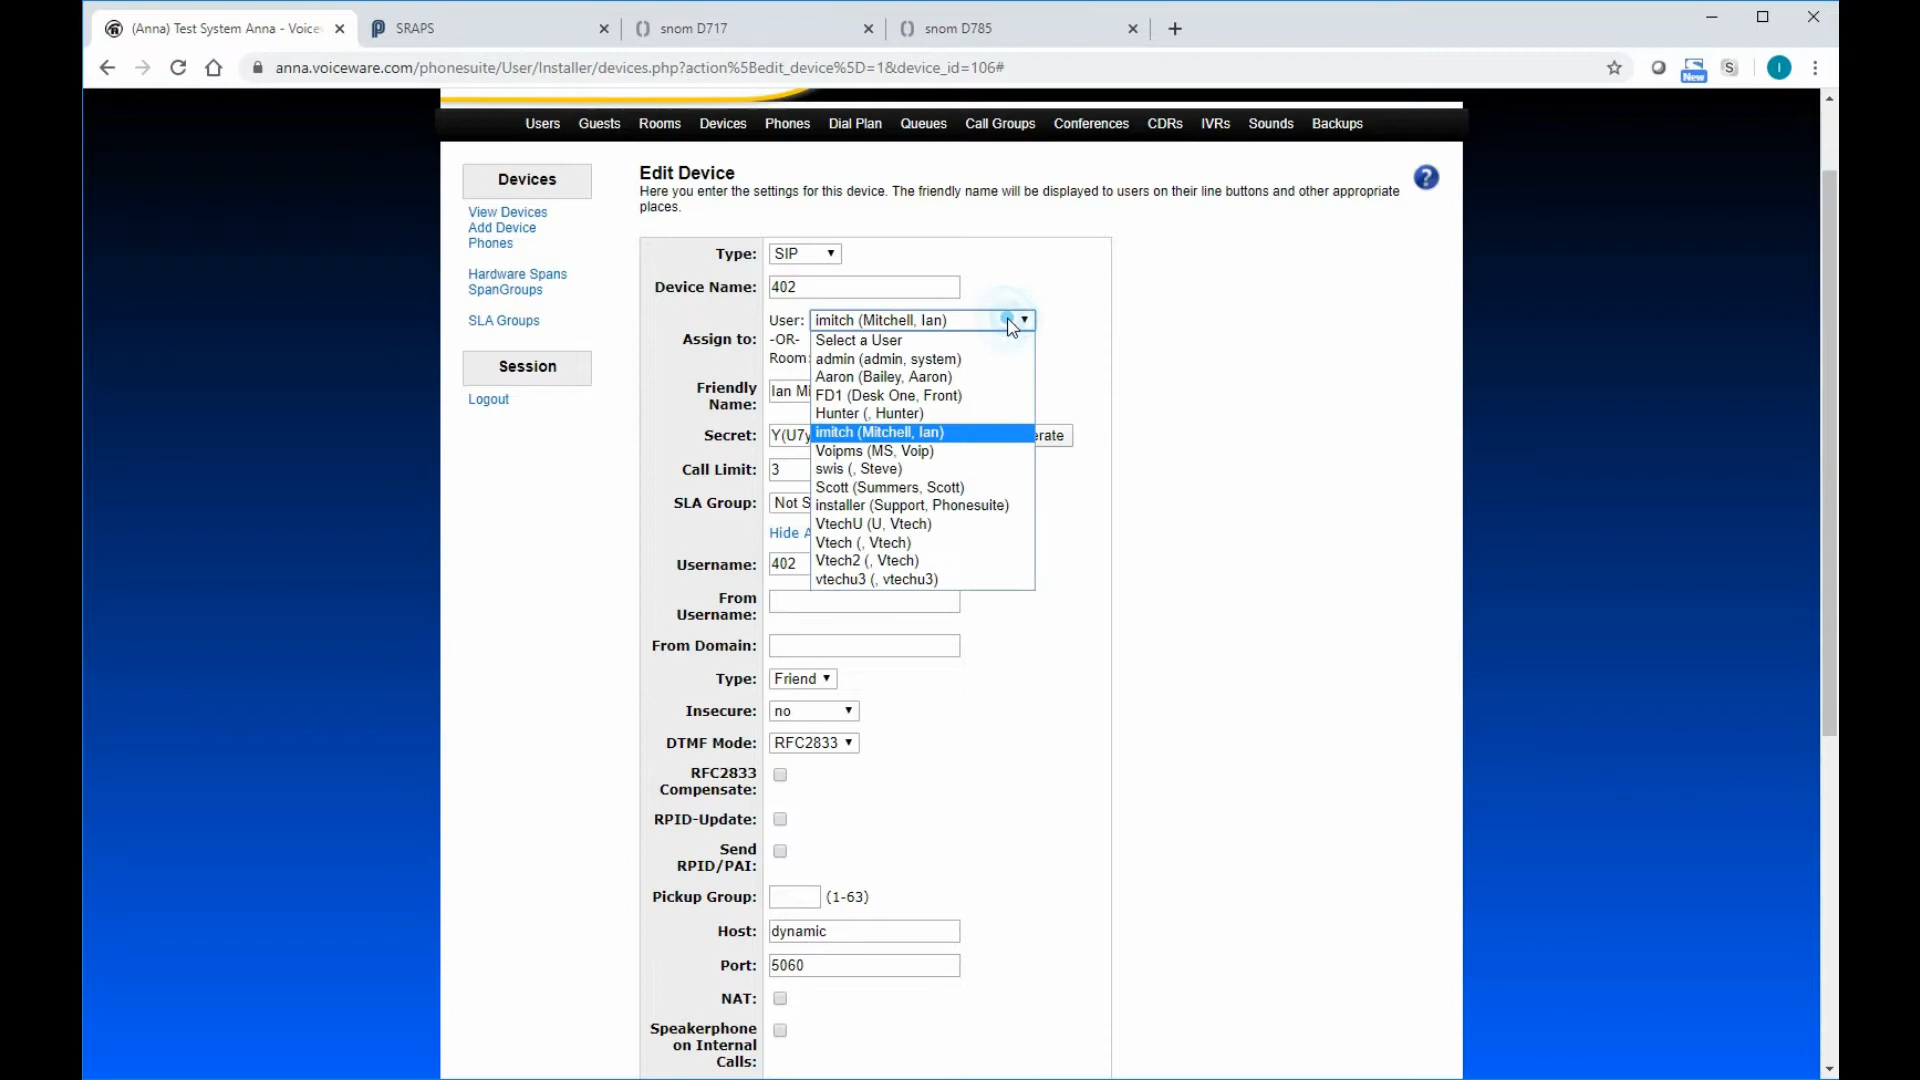 (Anna) Test System Anna - Voice
SRAPS
snom D717
snom D785
anna.voiceware.com/phonesuite/User/Installer/devices.php?action%5Bedit_device%5D=1&device_id=106#
S
New
I
Users Guests Rooms Devices Phones Dial Plan Queues Call Groups Conferences CDRs IVRs Sounds Backups
Devices
View Devices
Add Device
Phones
Hardware Spans
SpanGroups
SLA Groups
Session
Logout
Edit Device
Here you enter the settings for this device. The friendly name will be displayed to users on their line buttons and other appropriate
places.
?
Type: SIP
Device Name: 402
Assign to:
User: imitch (Mitchell, Ian)
-OR-
Room:
Select a User
admin (admin, system)
Aaron (Bailey, Aaron)
FD1 (Desk One, Front)
Hunter (, Hunter)
imitch (Mitchell, Ian)
Voipms (MS, Voip)
swis (, Steve)
Scott (Summers, Scott)
installer (Support, Phonesuite)
VtechU (U, Vtech)
Vtech (, Vtech)
Vtech2 (, Vtech)
vtechu3 (, vtechu3)
Friendly
Name: Ian Mi
Secret: Y(U7y erate
Call Limit: 3
SLA Group: Not S
Hide A
Username: 402
From
Username:
From Domain:
Type: Friend
Insecure: no
DTMF Mode: RFC2833
RFC2833
Compensate:
RPID-Update:
Send
RPID/PAI:
Pickup Group: (1-63)
Host: dynamic
Port: 5060
NAT:
Speakerphone
on Internal
Calls: